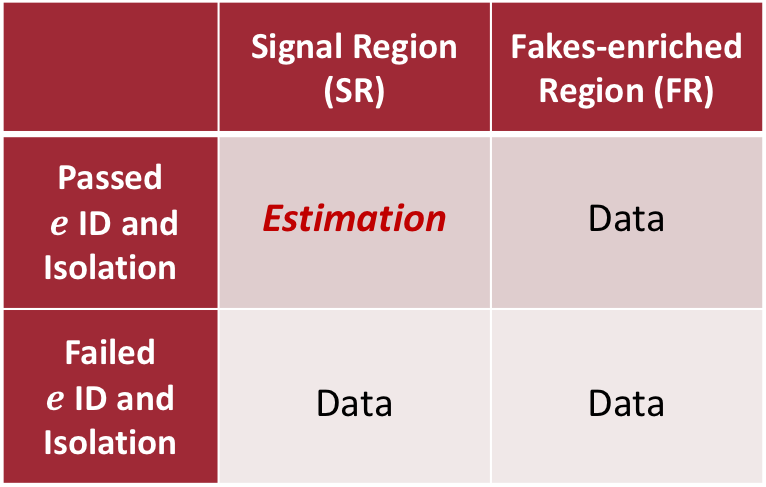 Signal Region
(SR)
Fakes-enriched
Region (FR)
Passed
e ID and
Isolation
Estimation
Data
Failed
e ID and
Isolation
Data
Data